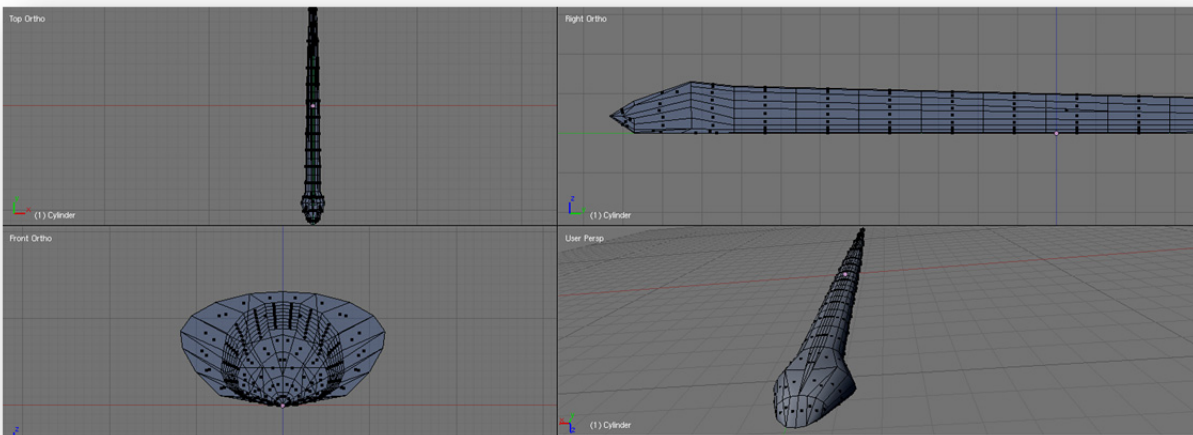 Top Ortho
(1) Cylinder
Right Ortho
(1) Cylinder
Front Ortho
User Persp
(1) Cylinder